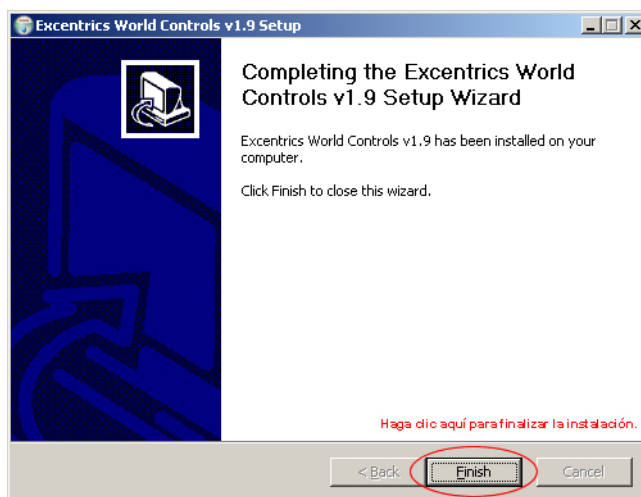 Excentrics World Controls v1.9 Setup
Completing the Excentrics World
Controls v1.9 Setup Wizard
Excentrics World Controls v1.9 has been installed on your
computer.
Click Finish to close this wizard.
Haga clic aquí para finalizar la instalación.
< Back Finish Cancel